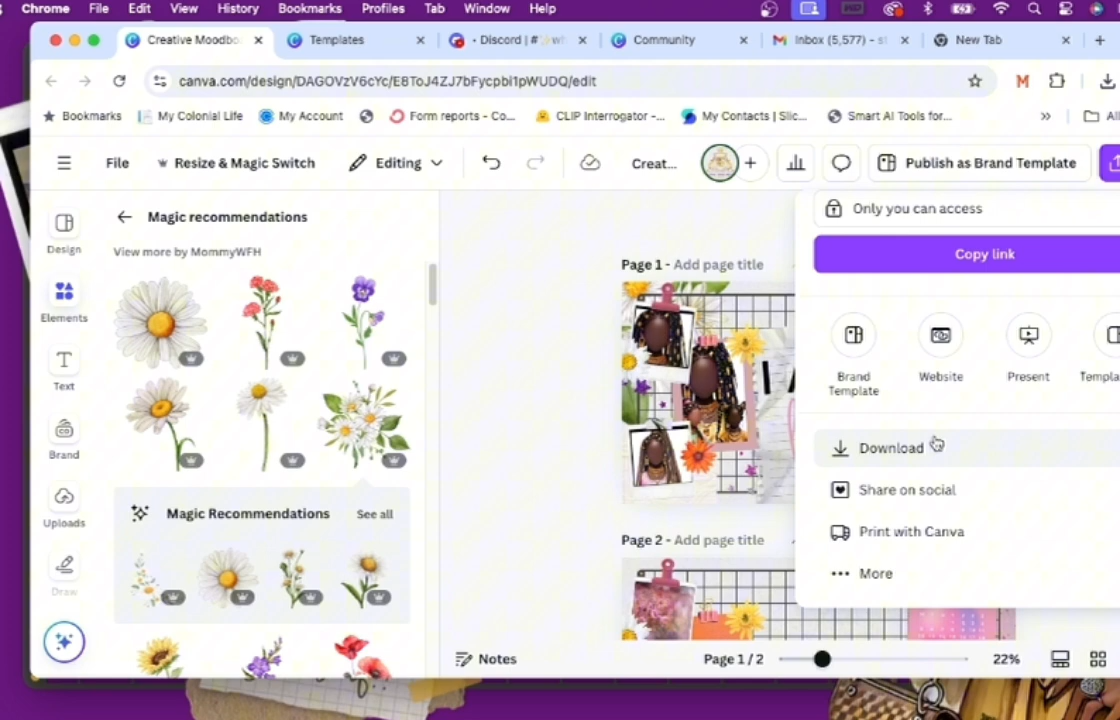 Chrome File Edit View History Bookmarks Profiles Tab Window Help
Creative Moodbo Templates • Discord | # Community Inbox (5,577) - New Tab
canva.com/design/DAGOVzV6cYc/E8ToJ4ZJ7bFycpbi1pWUDQ/edit
Bookmarks My Colonial Life My Account Form reports - Co... CLIP Interrogator -... My Contacts | Slic... Smart AI Tools for... » All
File Resize & Magic Switch Editing Creat... Publish as Brand Template
Design
Elements
Text
Brand
Uploads
Draw
Magic recommendations
View more by MommyWFH
Magic Recommendations See all
Page 1 - Add page title
Page 2 - Add page title
Only you can access
Copy link
Brand Template
Website
Present
Templa
Download
Share on social
Print with Canva
More
Notes Page 1 / 2 22%